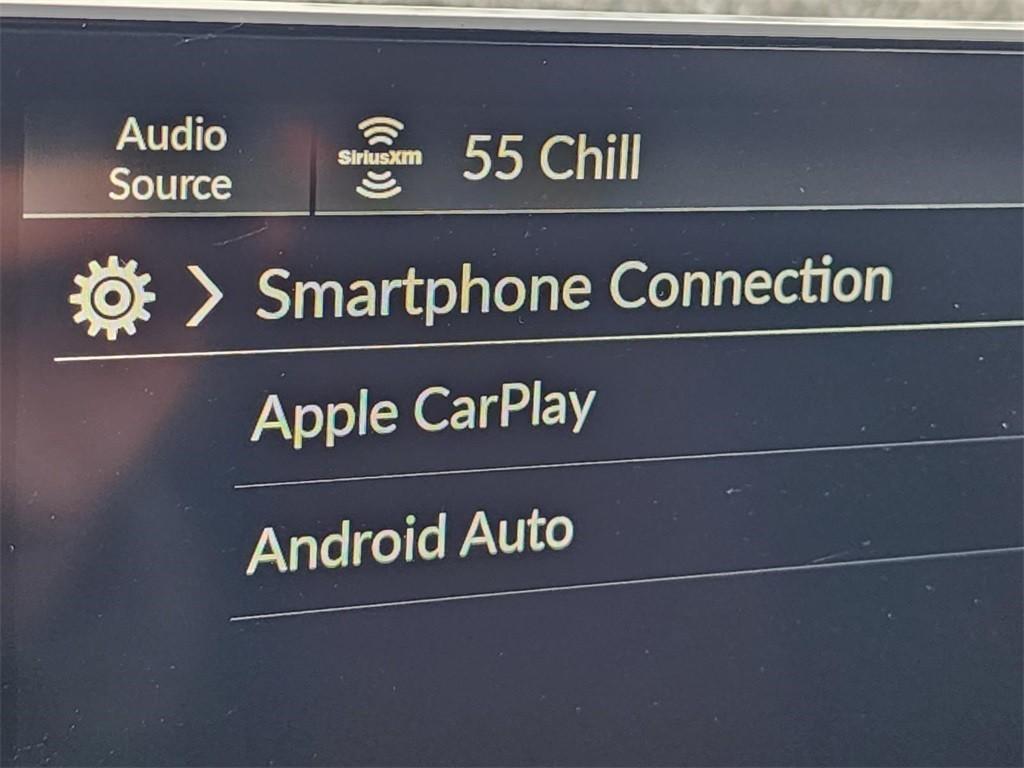 Audio
Source
SiriusXM
55 Chill
Smartphone Connection
Apple CarPlay
Android Auto